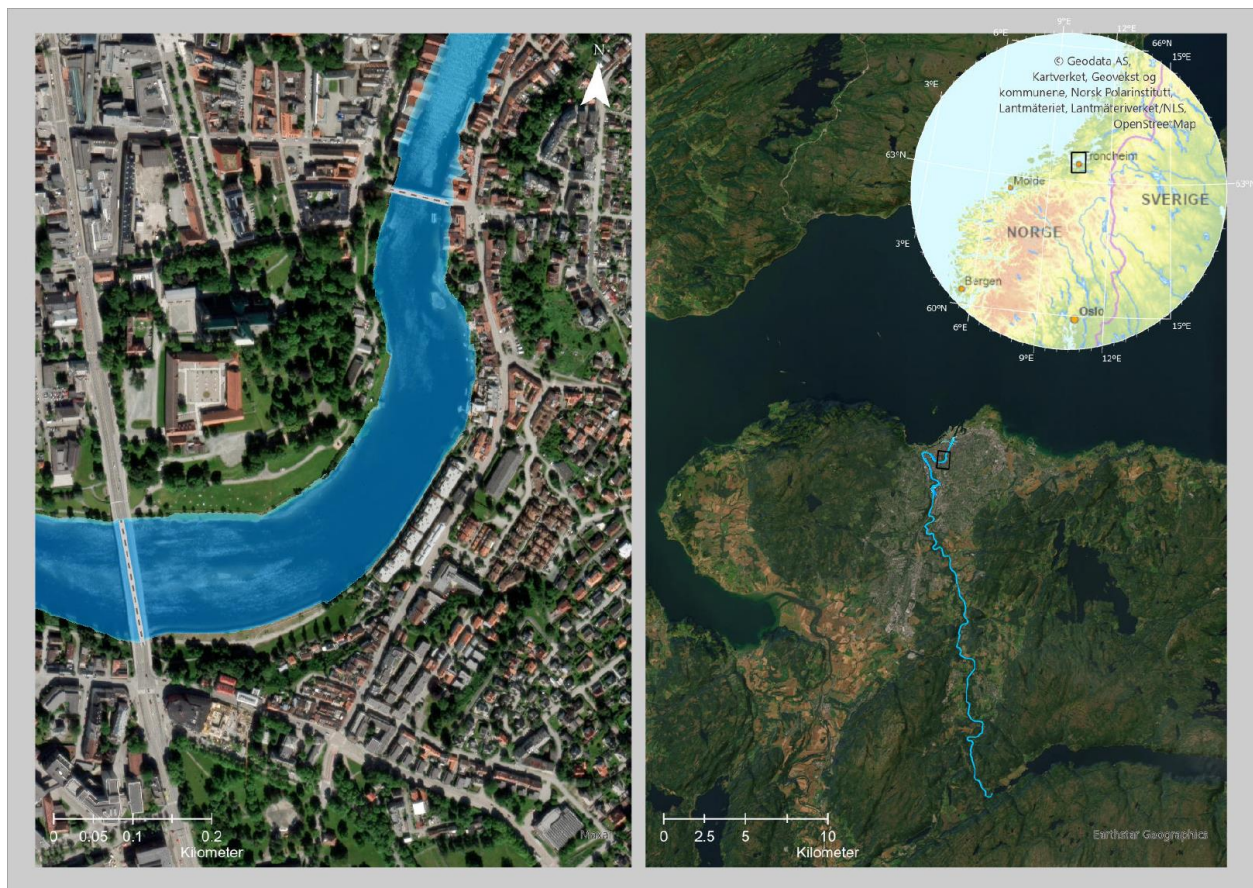 N
0 0.05 0.1 0.2
Kilometer
Maxar
9°E
12°E
6°E
66°N
15°E
3°E
© Geodata AS,
Kartverket, Geovekst og
kommunene, Norsk Polarinstitutt,
Lantmäteriet, Lantmäteriverket/NLS,
OpenStreetMap
63°N
Trondheim
Molde
63°N
SVERIGE
3°E
NORGE
Bergen
60°N
Oslo
6°E
15°E
9°E
12°E
0 2.5 5 10
Kilometer
Earthstar Geographics